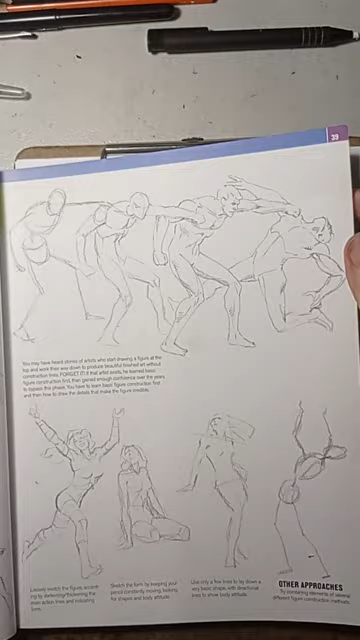 39
You may have heard stories of artists who start drawing a figure at the
top and work their way down to produce beautiful finished art without
construction lines. FORGET IT! If that artist exists, he learned basic
figure construction first, then gained enough confidence over the years
to bypass this phase. You have to learn basic figure construction first
and then how to draw the details that make the figure credible.
Loosely sketch the figure, accent-
ing by darkening/thickening the
main action lines and indicating
form.
Sketch the form by keeping your
pencil constantly moving, looking
for shapes and body attitude.
Use only a few lines to lay down a
very basic shape, with directional
lines to show body attitude.
OTHER APPROACHES
Try combining elements of several
different figure construction methods.